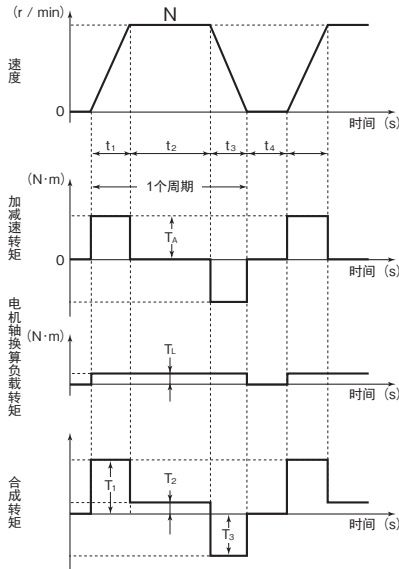 (r / min)
N
速度
0
时间 (s)
t1 t2 t3 t4
(N·m)
1个周期
加减速转矩
TA
0
时间 (s)
(N·m)
电机轴换算负载转矩
TL
时间 (s)
合成转矩
T1
T2
T3
时间 (s)